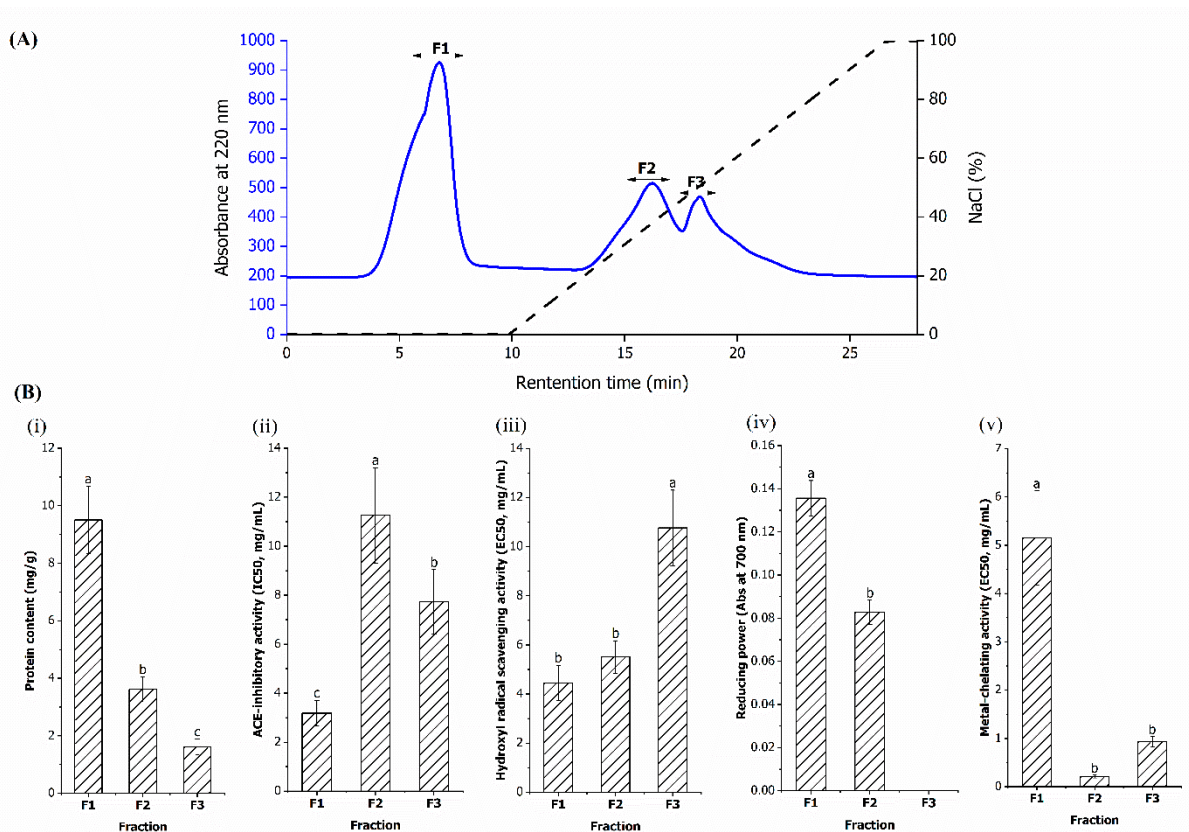 (A)
F1
F2
F3
1000
900
800
700
600
500
400
300
200
100
0
Absorbance at 220 nm
100
80
60
40
20
0
NaCl (%)
0 5 10 15 20 25
Rentention time (min)
(B)
(i)
12
10
8
6
4
2
0
Protein content (mg/g)
a
b
c
F1 F2 F3
Fraction
(ii)
14
12
10
8
6
4
2
0
ACE-inhibitory activity (IC50, mg/mL)
c
a
b
F1 F2 F3
Fraction
(iii)
14
12
10
8
6
4
2
0
Hydroxyl radical scavenging activity (EC50, mg/mL)
b
b
a
F1 F2 F3
Fraction
(iv)
0.16
0.14
0.12
0.10
0.08
0.06
0.04
0.02
0.00
Reducing power (Abs at 700 nm)
a
b
F1 F2 F3
Fraction
(v)
7
6
5
4
3
2
1
0
Metal-chelating activity (EC50, mg/mL)
a
b
b
F1 F2 F3
Fraction